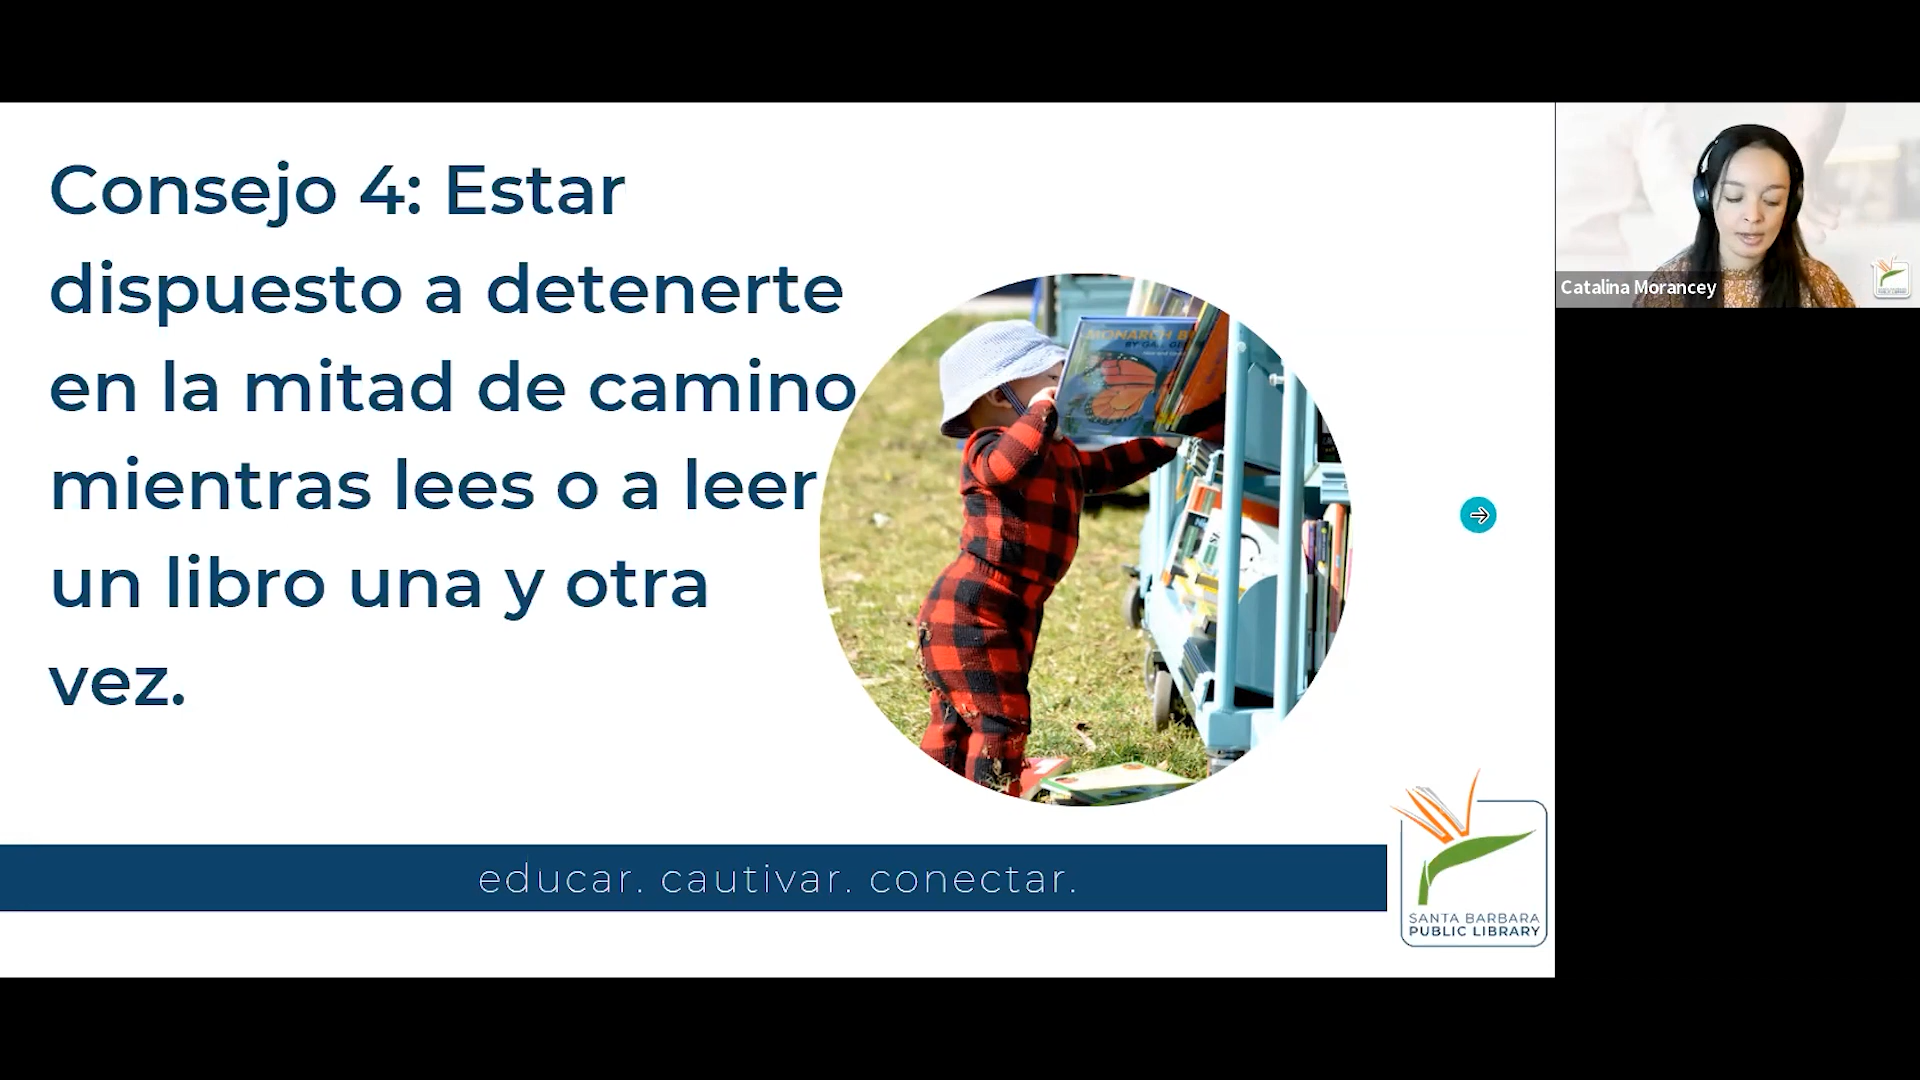 Consejo 4: Estar
dispuesto a detenerte
en la mitad de camino
mientras lees o a leer
un libro una y otra
vez.
MONARCH B
educar. cautivar. conectar.
SANTA BARBARA
PUBLIC LIBRARY
Catalina Morancey